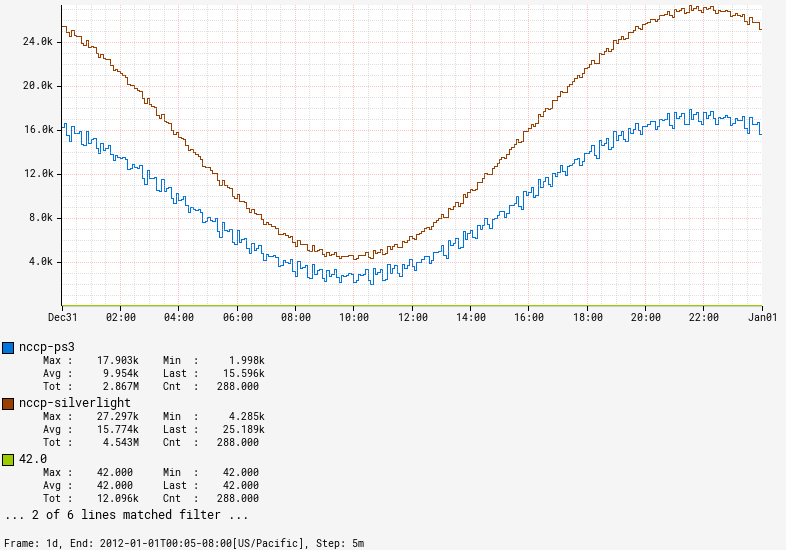 24.0k
20.0k
16.0k
12.0k
8.0k
4.0k
Dec31 02:00 04:00 06:00 08:00 10:00 12:00 14:00 16:00 18:00 20:00 22:00 Jan01
nccp-ps3
Max : 17.903k Min : 1.998k
Avg : 9.954k Last : 15.596k
Tot : 2.867M Cnt : 288.000
nccp-silverlight
Max : 27.297k Min : 4.285k
Avg : 15.774k Last : 25.189k
Tot : 4.543M Cnt : 288.000
42.0
Max : 42.000 Min : 42.000
Avg : 42.000 Last : 42.000
Tot : 12.096k Cnt : 288.000
... 2 of 6 lines matched filter ...
Frame: 1d, End: 2012-01-01T00:05-08:00[US/Pacific], Step: 5m